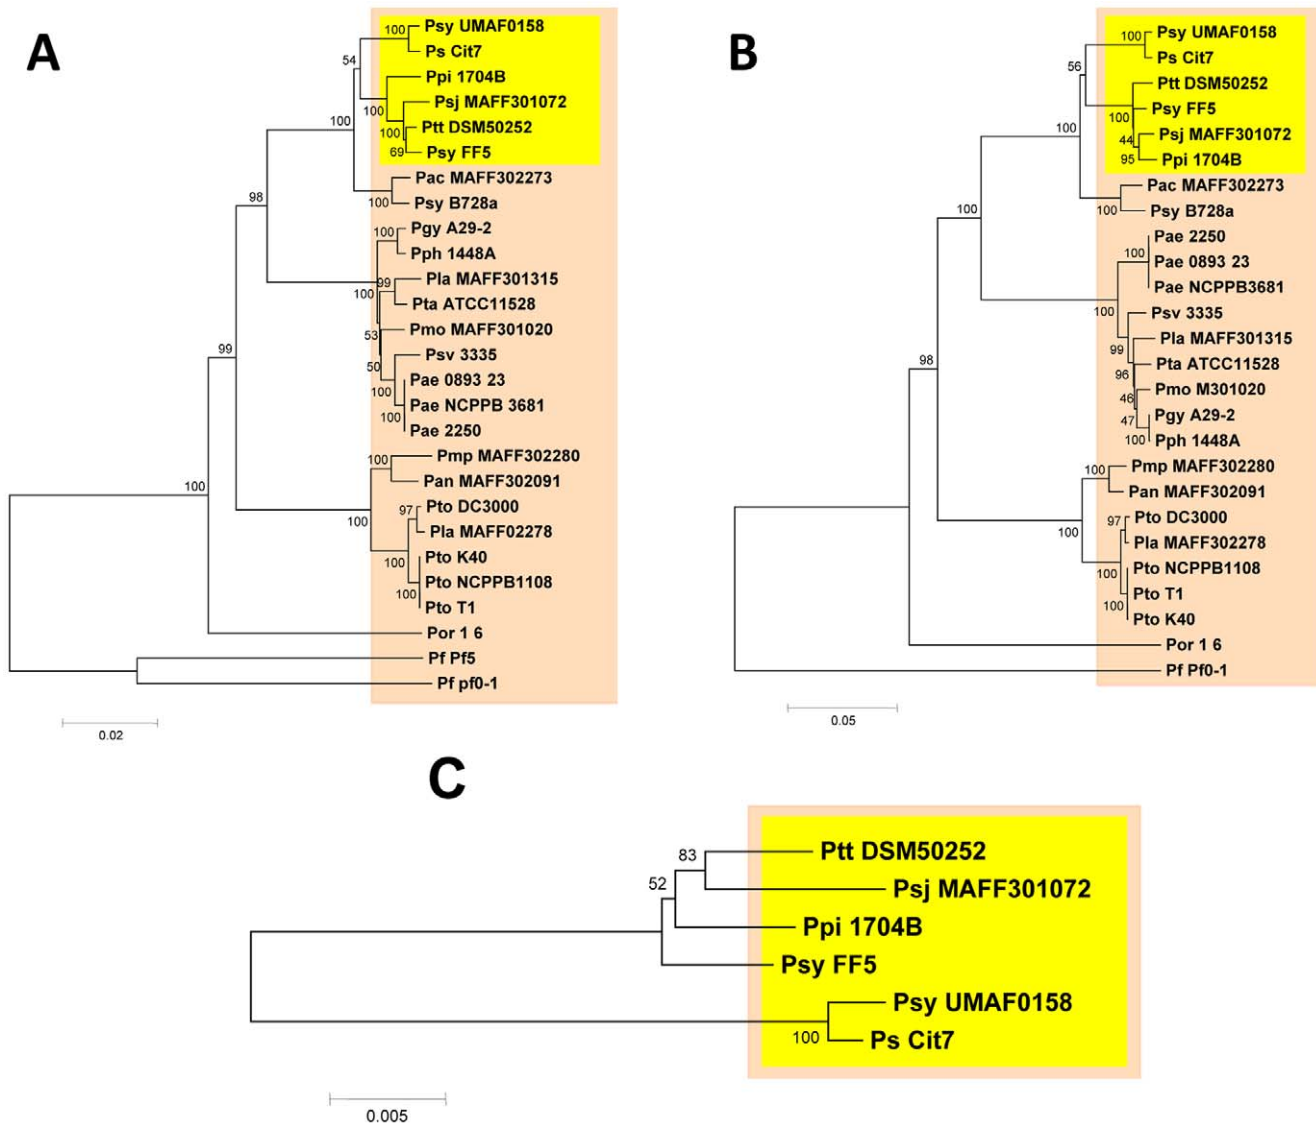 A
100
Psy UMAF0158
Ps Cit7
54
Ppi 1704B
100
Psj MAFF301072
100
Ptt DSM50252
69
Psy FF5
100
Pac MAFF302273
100
Psy B728a
98
100
Pgy A29-2
Pph 1448A
99
Pla MAFF301315
100
Pta ATCC11528
53
Pmo MAFF301020
50
Psv 3335
100
Pae 0893 23
Pae NCPPB 3681
100
Pae 2250
99
100
Pmp MAFF302280
Pan MAFF302091
100
97
Pto DC3000
Pla MAFF02278
100
Pto K40
Pto NCPPB1108
100
Pto T1
100
Por 1 6
Pf Pf5
Pf pf0-1
0.02
B
100
Psy UMAF0158
Ps Cit7
56
Ptt DSM50252
100
Psy FF5
44
Psj MAFF301072
95
Ppi 1704B
100
Pac MAFF302273
100
Psy B728a
100
Pae 2250
100
Pae 0893 23
Pae NCPPB3681
100
Psv 3335
99
Pla MAFF301315
96
Pta ATCC11528
46
Pmo M301020
47
Pgy A29-2
100
Pph 1448A
98
100
Pmp MAFF302280
Pan MAFF302091
100
97
Pto DC3000
Pla MAFF302278
100
Pto NCPPB1108
Pto T1
100
Pto K40
Por 1 6
Pf Pf0-1
0.05
C
83
Ptt DSM50252
52
Psj MAFF301072
Ppi 1704B
Psy FF5
Psy UMAF0158
100
Ps Cit7
0.005